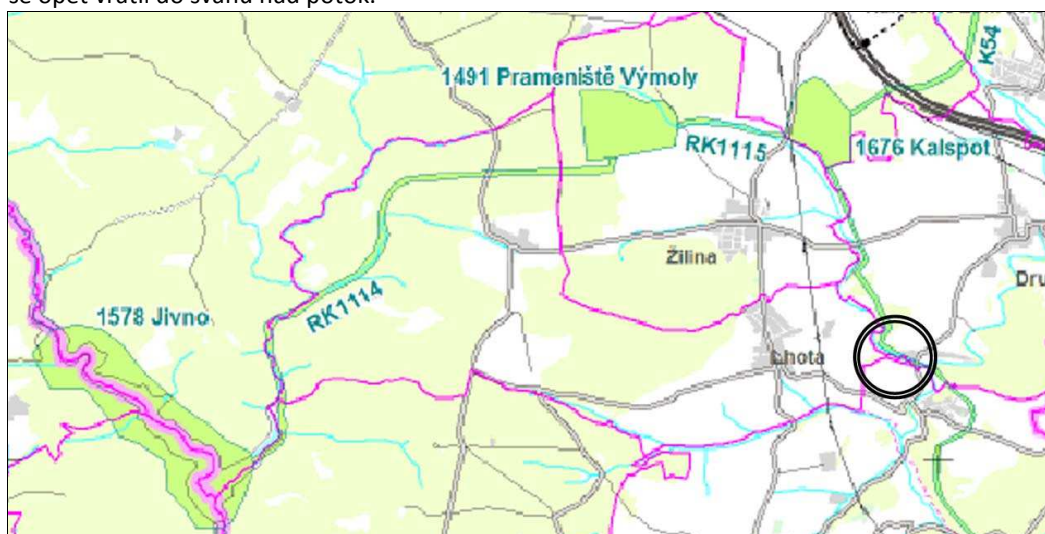 se opět vrátil do svahu nad potok.
K54
1491 Prameniště Výmoly
RK1115
1676 Kalspot
Žilina
Dru
RK1114
1578 Jivno
Lhota